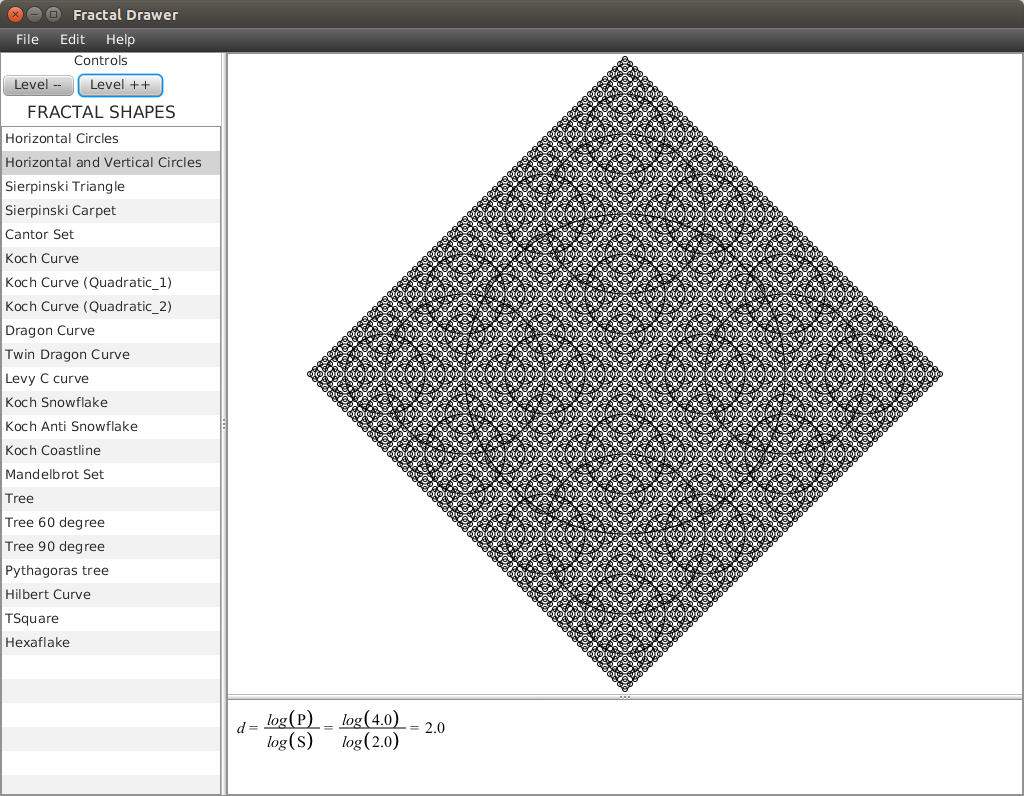 Fractal Drawer
File Edit Help
Controls
Level -- Level ++
FRACTAL SHAPES
Horizontal Circles
Horizontal and Vertical Circles
Sierpinski Triangle
Sierpinski Carpet
Cantor Set
Koch Curve
Koch Curve (Quadratic_1)
Koch Curve (Quadratic_2)
Dragon Curve
Twin Dragon Curve
Levy C curve
Koch Snowflake
Koch Anti Snowflake
Koch Coastline
Mandelbrot Set
Tree
Tree 60 degree
Tree 90 degree
Pythagoras tree
Hilbert Curve
TSquare
Hexaflake
d = log(P) / log(S) = log(4.0) / log(2.0) = 2.0